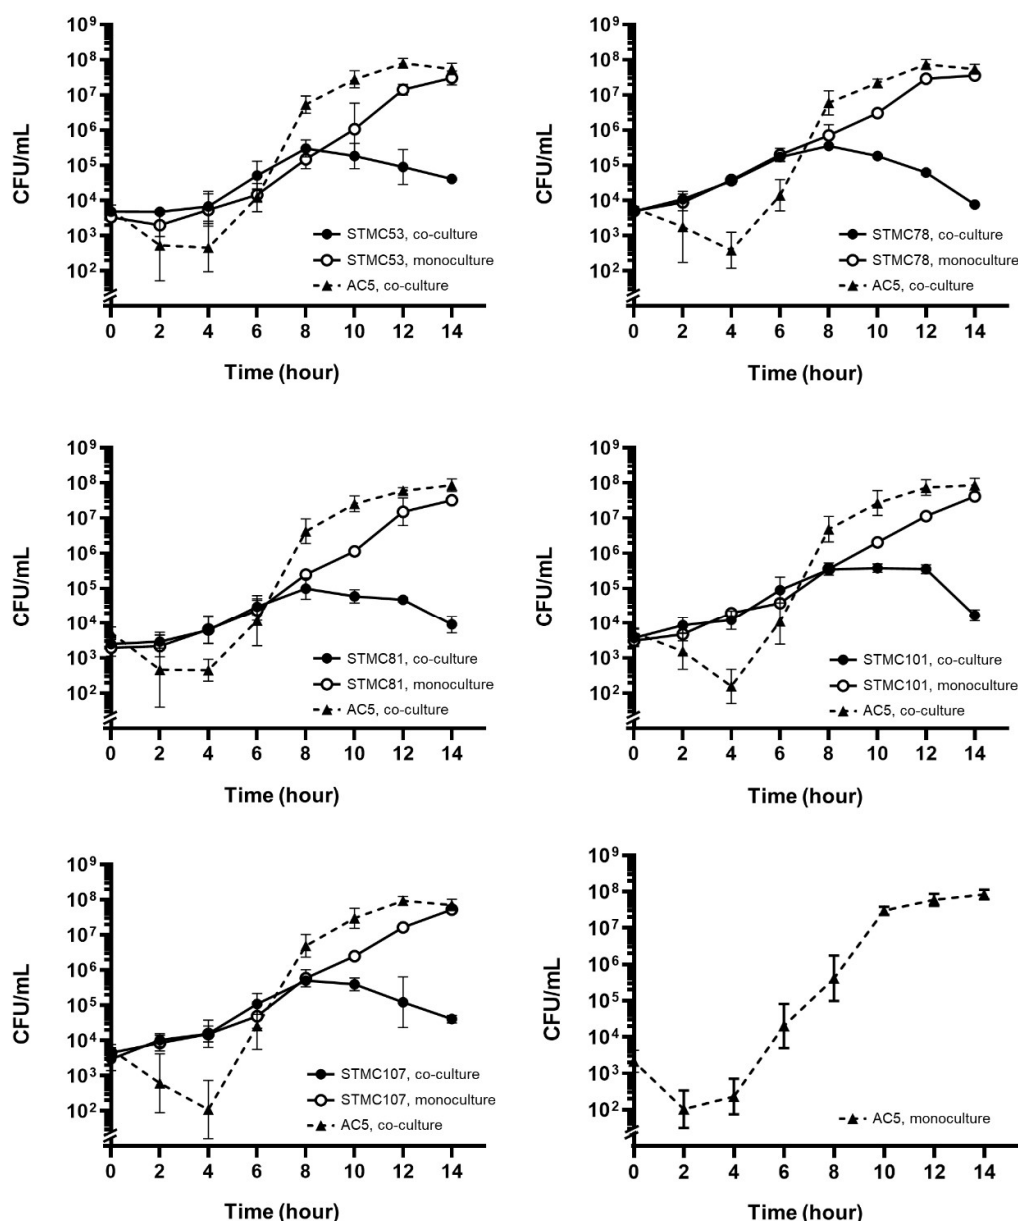 CFU/mL
10⁹
10⁸
10⁷
10⁶
10⁵
10⁴
10³
10²
STMC53, co-culture
STMC53, monoculture
AC5, co-culture
0 2 4 6 8 10 12 14
Time (hour)
CFU/mL
10⁹
10⁸
10⁷
10⁶
10⁵
10⁴
10³
10²
STMC78, co-culture
STMC78, monoculture
AC5, co-culture
0 2 4 6 8 10 12 14
Time (hour)
CFU/mL
10⁹
10⁸
10⁷
10⁶
10⁵
10⁴
10³
10²
STMC81, co-culture
STMC81, monoculture
AC5, co-culture
0 2 4 6 8 10 12 14
Time (hour)
CFU/mL
10⁹
10⁸
10⁷
10⁶
10⁵
10⁴
10³
10²
STMC101, co-culture
STMC101, monoculture
AC5, co-culture
0 2 4 6 8 10 12 14
Time (hour)
CFU/mL
10⁹
10⁸
10⁷
10⁶
10⁵
10⁴
10³
10²
STMC107, co-culture
STMC107, monoculture
AC5, co-culture
0 2 4 6 8 10 12 14
Time (hour)
CFU/mL
10⁹
10⁸
10⁷
10⁶
10⁵
10⁴
10³
10²
AC5, monoculture
0 2 4 6 8 10 12 14
Time (hour)